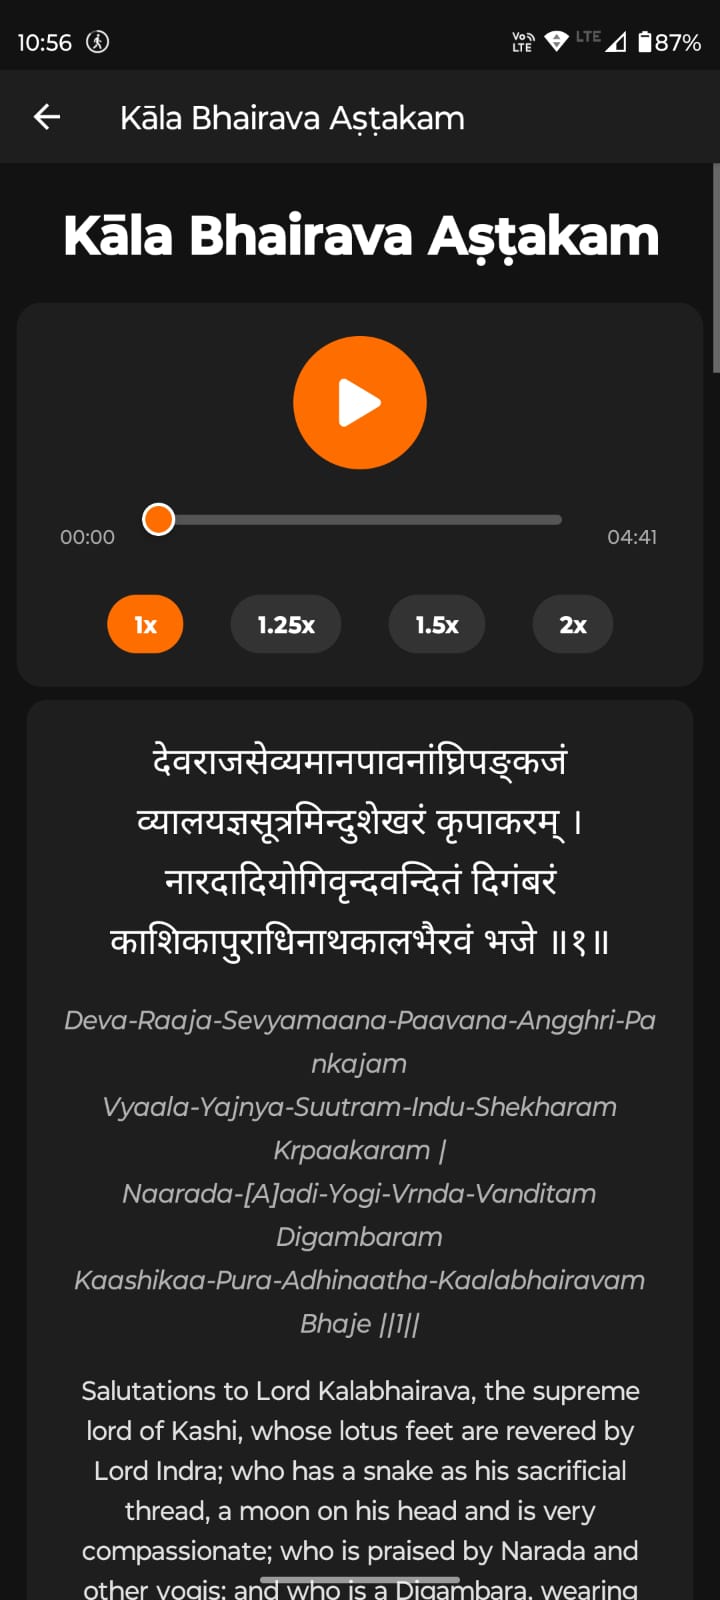 10:56 Vo LTE LTE 87%
Kāla Bhairava Aṣṭakam
Kāla Bhairava Aṣṭakam
00:00 04:41
1x 1.25x 1.5x 2x
देवराजसेव्यमानपावनांघ्रिपङ्कजं
व्यालयज्ञसूत्रमिन्दुशेखरं कृपाकरम् ।
नारदादियोगिवृन्दवन्दितं दिगंबरं
काशिकापुराधिनाथकालभैरवं भजे ॥१॥
Deva-Raaja-Sevyamaana-Paavana-Angghri-Pa
nkajam
Vyaala-Yajnya-Suutram-Indu-Shekharam
Krpaakaram |
Naarada-[A]adi-Yogi-Vrnda-Vanditam
Digambaram
Kaashikaa-Pura-Adhinaatha-Kaalabhairavam
Bhaje ||1||
Salutations to Lord Kalabhairava, the supreme
lord of Kashi, whose lotus feet are revered by
Lord Indra; who has a snake as his sacrificial
thread, a moon on his head and is very
compassionate; who is praised by Narada and
other yogis; and who is a Digambara, wearing